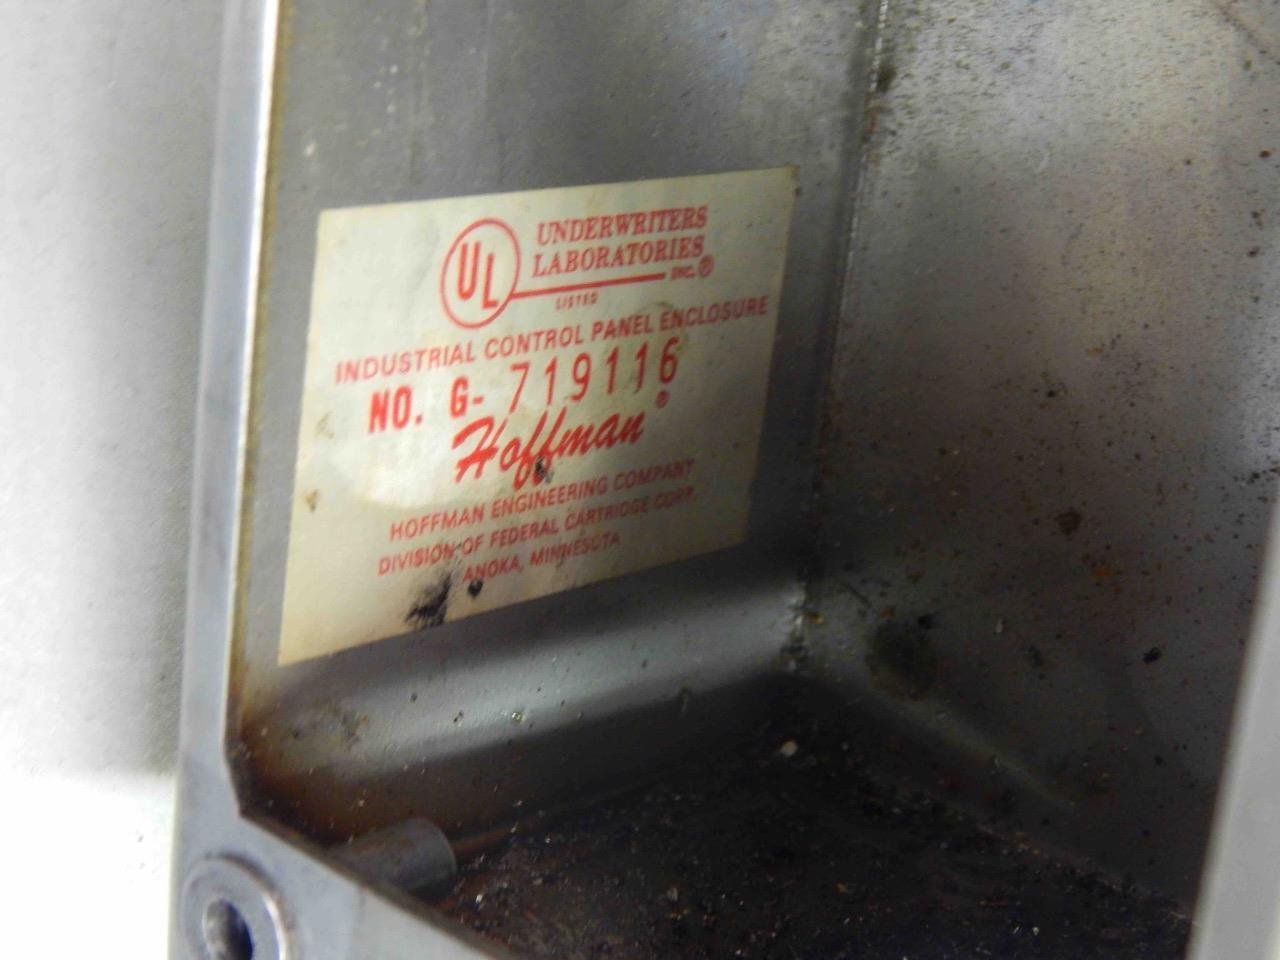 UL UNDERWRITERS
LABORATORIES
INC.®
LISTED
INDUSTRIAL CONTROL PANEL ENCLOSURE
NO. G- 719116
Hoffman®
HOFFMAN ENGINEERING COMPANY
DIVISION OF FEDERAL CARTRIDGE CORP.
ANOKA, MINNESOTA